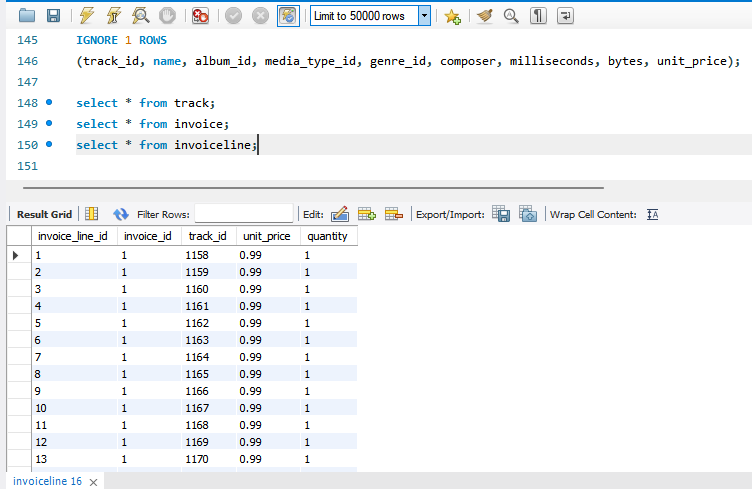 Limit to 50000 rows
145 IGNORE 1 ROWS
146 (track_id, name, album_id, media_type_id, genre_id, composer, milliseconds, bytes, unit_price);
147
148 select * from track;
149 select * from invoice;
150 select * from invoiceline;
151
Result Grid Filter Rows: Edit: Export/Import: Wrap Cell Content:
invoice_line_id invoice_id track_id unit_price quantity
1 1 1158 0.99 1
2 1 1159 0.99 1
3 1 1160 0.99 1
4 1 1161 0.99 1
5 1 1162 0.99 1
6 1 1163 0.99 1
7 1 1164 0.99 1
8 1 1165 0.99 1
9 1 1166 0.99 1
10 1 1167 0.99 1
11 1 1168 0.99 1
12 1 1169 0.99 1
13 1 1170 0.99 1
invoiceline 16